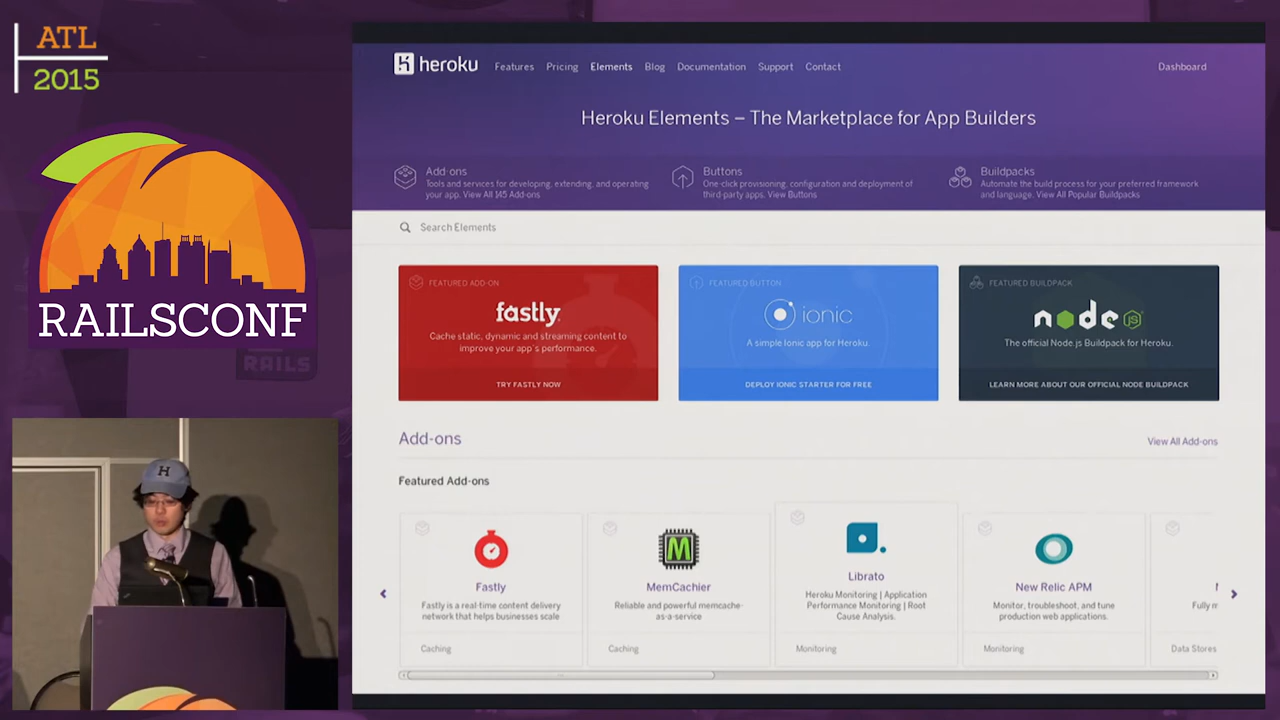 ATL
2015
RAILSCONF
RAILS
H
heroku
Features Pricing Elements Blog Documentation Support Contact
Dashboard
Heroku Elements – The Marketplace for App Builders
Add-ons
Tools and services for developing, extending, and operating
your app. View All 145 Add-ons
Buttons
One-click provisioning, configuration and deployment of
third-party apps. View Buttons
Buildpacks
Automate the build process for your preferred framework
and language. View All Popular Buildpacks
Search Elements
FEATURED ADD-ON
fastly
Cache static, dynamic and streaming content to
improve your app's performance.
TRY FASTLY NOW
FEATURED BUTTON
ionic
A simple Ionic app for Heroku.
DEPLOY IONIC STARTER FOR FREE
FEATURED BUILDPACK
node JS
The official Node.js Buildpack for Heroku.
LEARN MORE ABOUT OUR OFFICIAL NODE BUILDPACK
Add-ons
View All Add-ons
Featured Add-ons
Fastly
Fastly is a real-time content delivery
network that helps businesses scale
Caching
M
MemCachier
Reliable and powerful memcache-
as-a-service
Caching
Librato
Heroku Monitoring | Application
Performance Monitoring | Root
Cause Analysis.
Monitoring
New Relic APM
Monitor, troubleshoot, and tune
production web applications.
Monitoring
Fully m
Data Stores